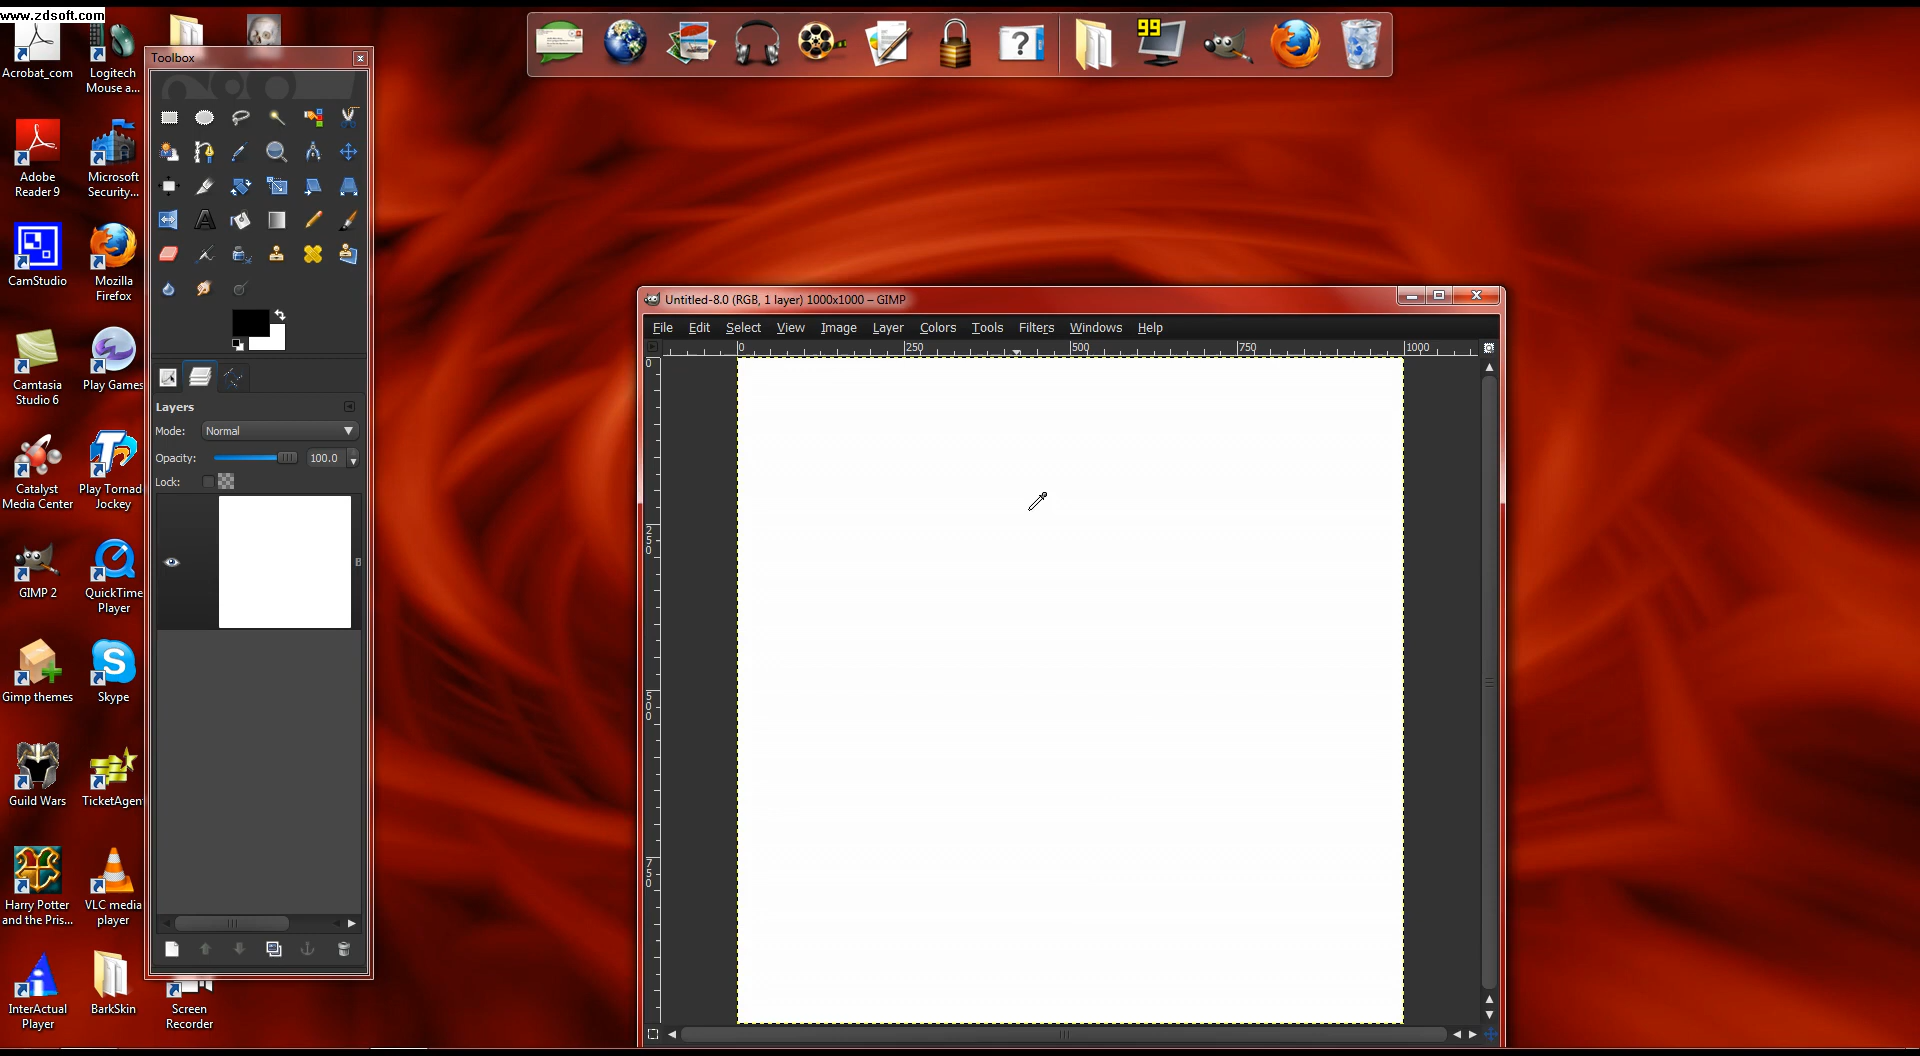 www.zdsoft.com
Acrobat_com
Logitech
Mouse a...
Adobe
Reader 9
Microsoft
Security...
CamStudio
Mozilla
Firefox
Camtasia
Studio 6
Play Games
Catalyst
Media Center
Play Tornad
Jockey
GIMP 2
QuickTime
Player
Gimp themes
Skype
Guild Wars
TicketAgen
Harry Potter
and the Pris...
VLC media
player
InterActual
Player
BarkSkin
Screen
Recorder
Toolbox
Layers
Mode: Normal
Opacity: 100.0
Lock:
99
Untitled-8.0 (RGB, 1 layer) 1000x1000 – GIMP
File Edit Select View Image Layer Colors Tools Filters Windows Help
0 250 500 750 1000
0
250
500
750